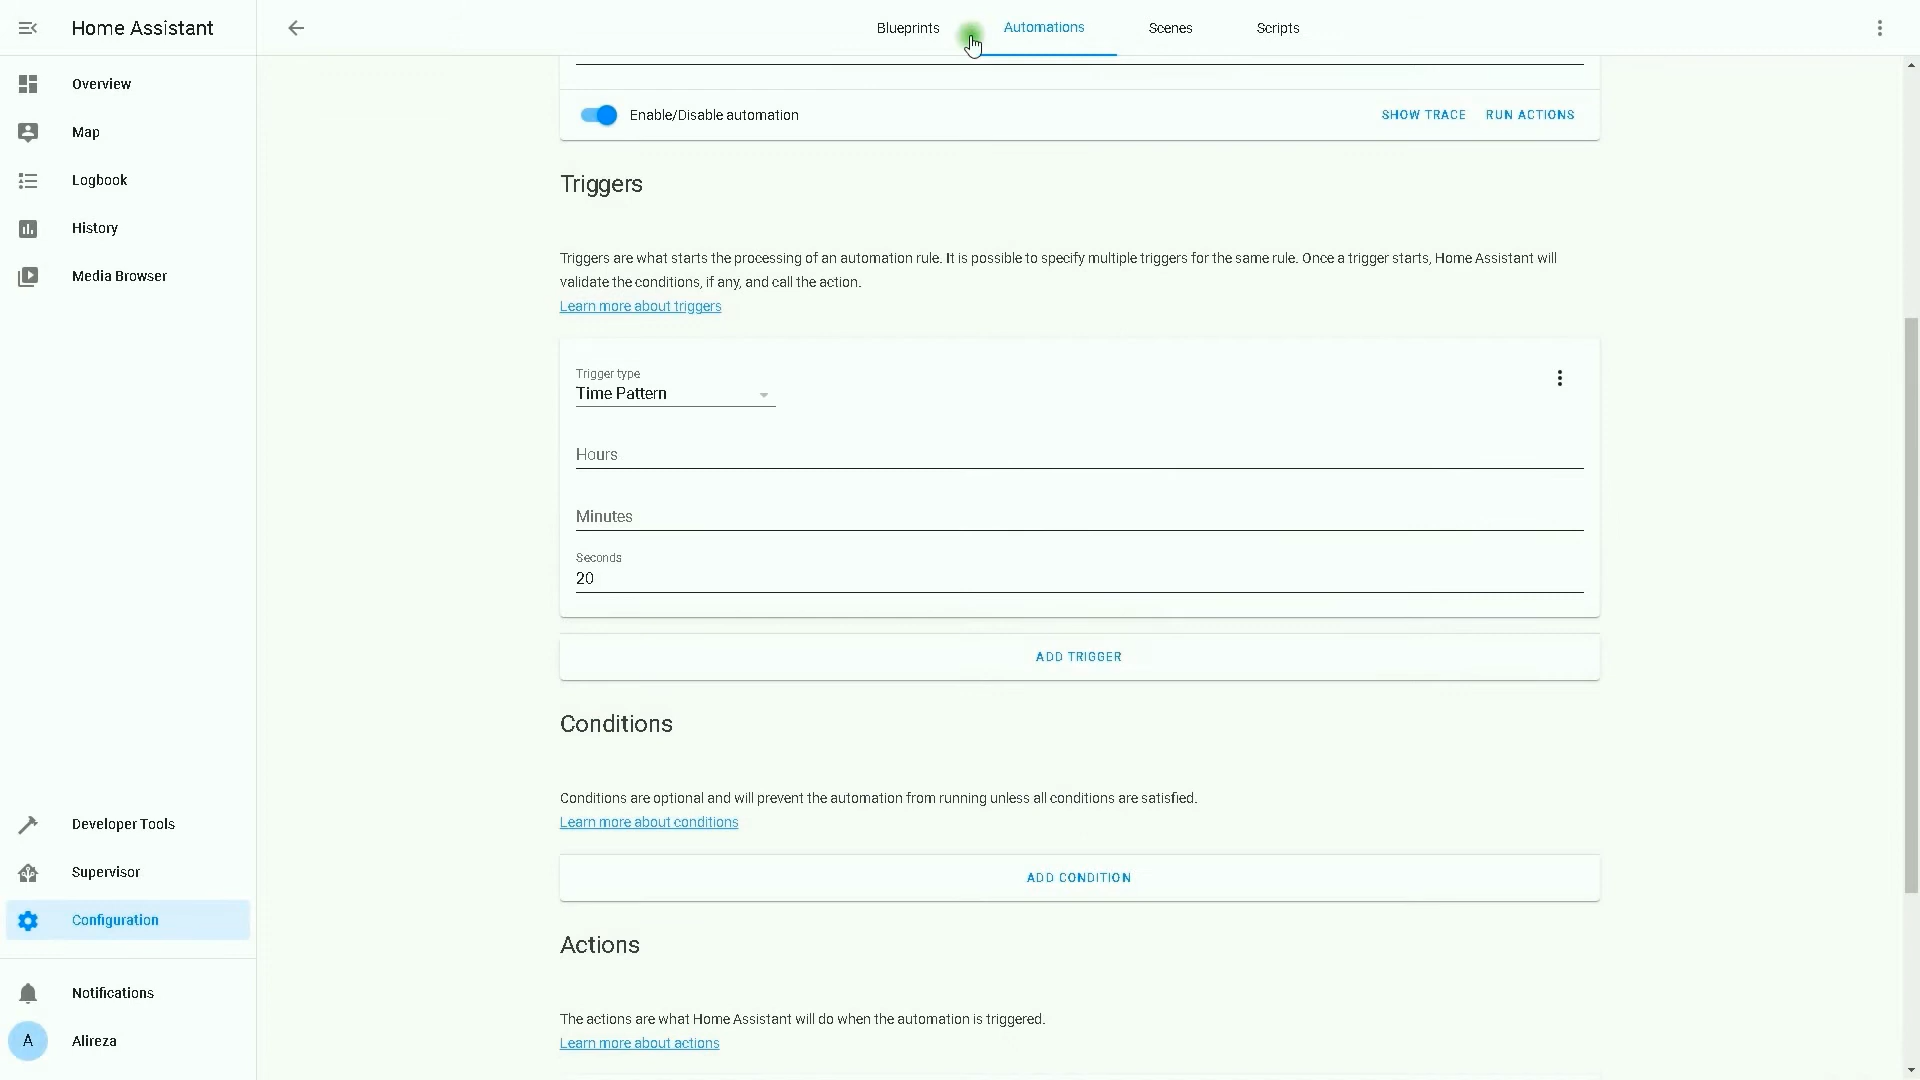 Home Assistant
Blueprints
Automations
Scenes
Scripts
Overview
Map
Logbook
History
Media Browser
Developer Tools
Supervisor
Configuration
Notifications
A
Alireza
Enable/Disable automation
SHOW TRACE
RUN ACTIONS
Triggers
Triggers are what starts the processing of an automation rule. It is possible to specify multiple triggers for the same rule. Once a trigger starts, Home Assistant will
validate the conditions, if any, and call the action.
Learn more about triggers
Trigger type
Time Pattern
Hours
Minutes
Seconds
20
ADD TRIGGER
Conditions
Conditions are optional and will prevent the automation from running unless all conditions are satisfied.
Learn more about conditions
ADD CONDITION
Actions
The actions are what Home Assistant will do when the automation is triggered.
Learn more about actions